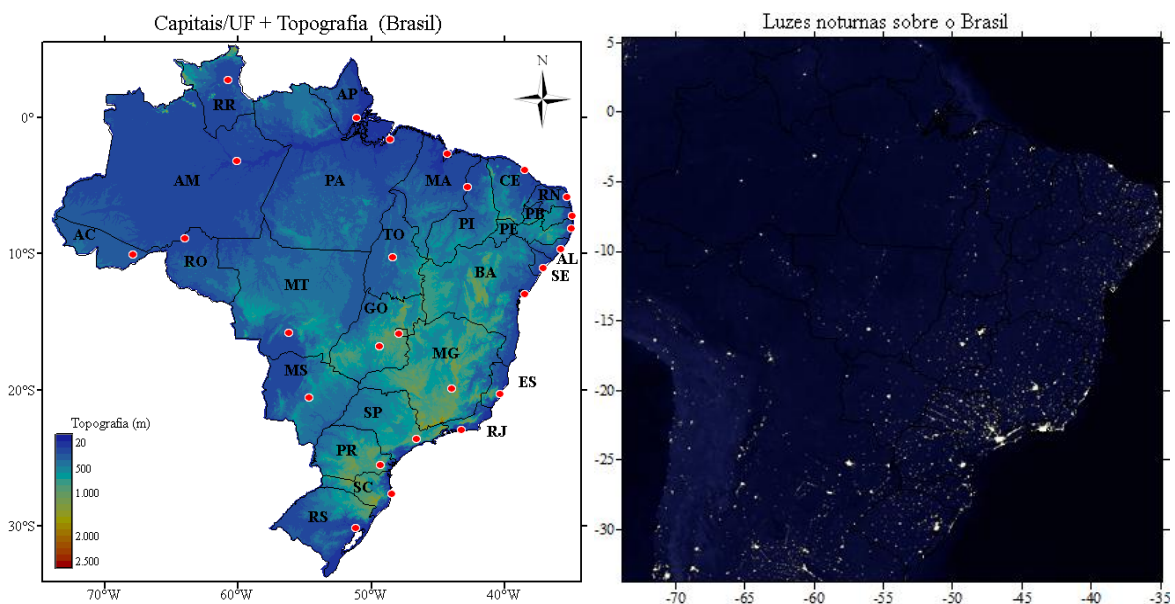 Capitais/UF + Topografia (Brasil)
N
RR
AP
AM
PA
MA
CE
RN
PB
PI
PE
AC
TO
AL
RO
SE
BA
MT
GO
MG
MS
ES
SP
RJ
PR
SC
RS
Topografia (m)
20
500
1.000
2.000
2.500
0°
10°S
20°S
30°S
70°W
60°W
50°W
40°W
Luzes noturnas sobre o Brasil
5
0
-5
-10
-15
-20
-25
-30
-70
-65
-60
-55
-50
-45
-40
-35